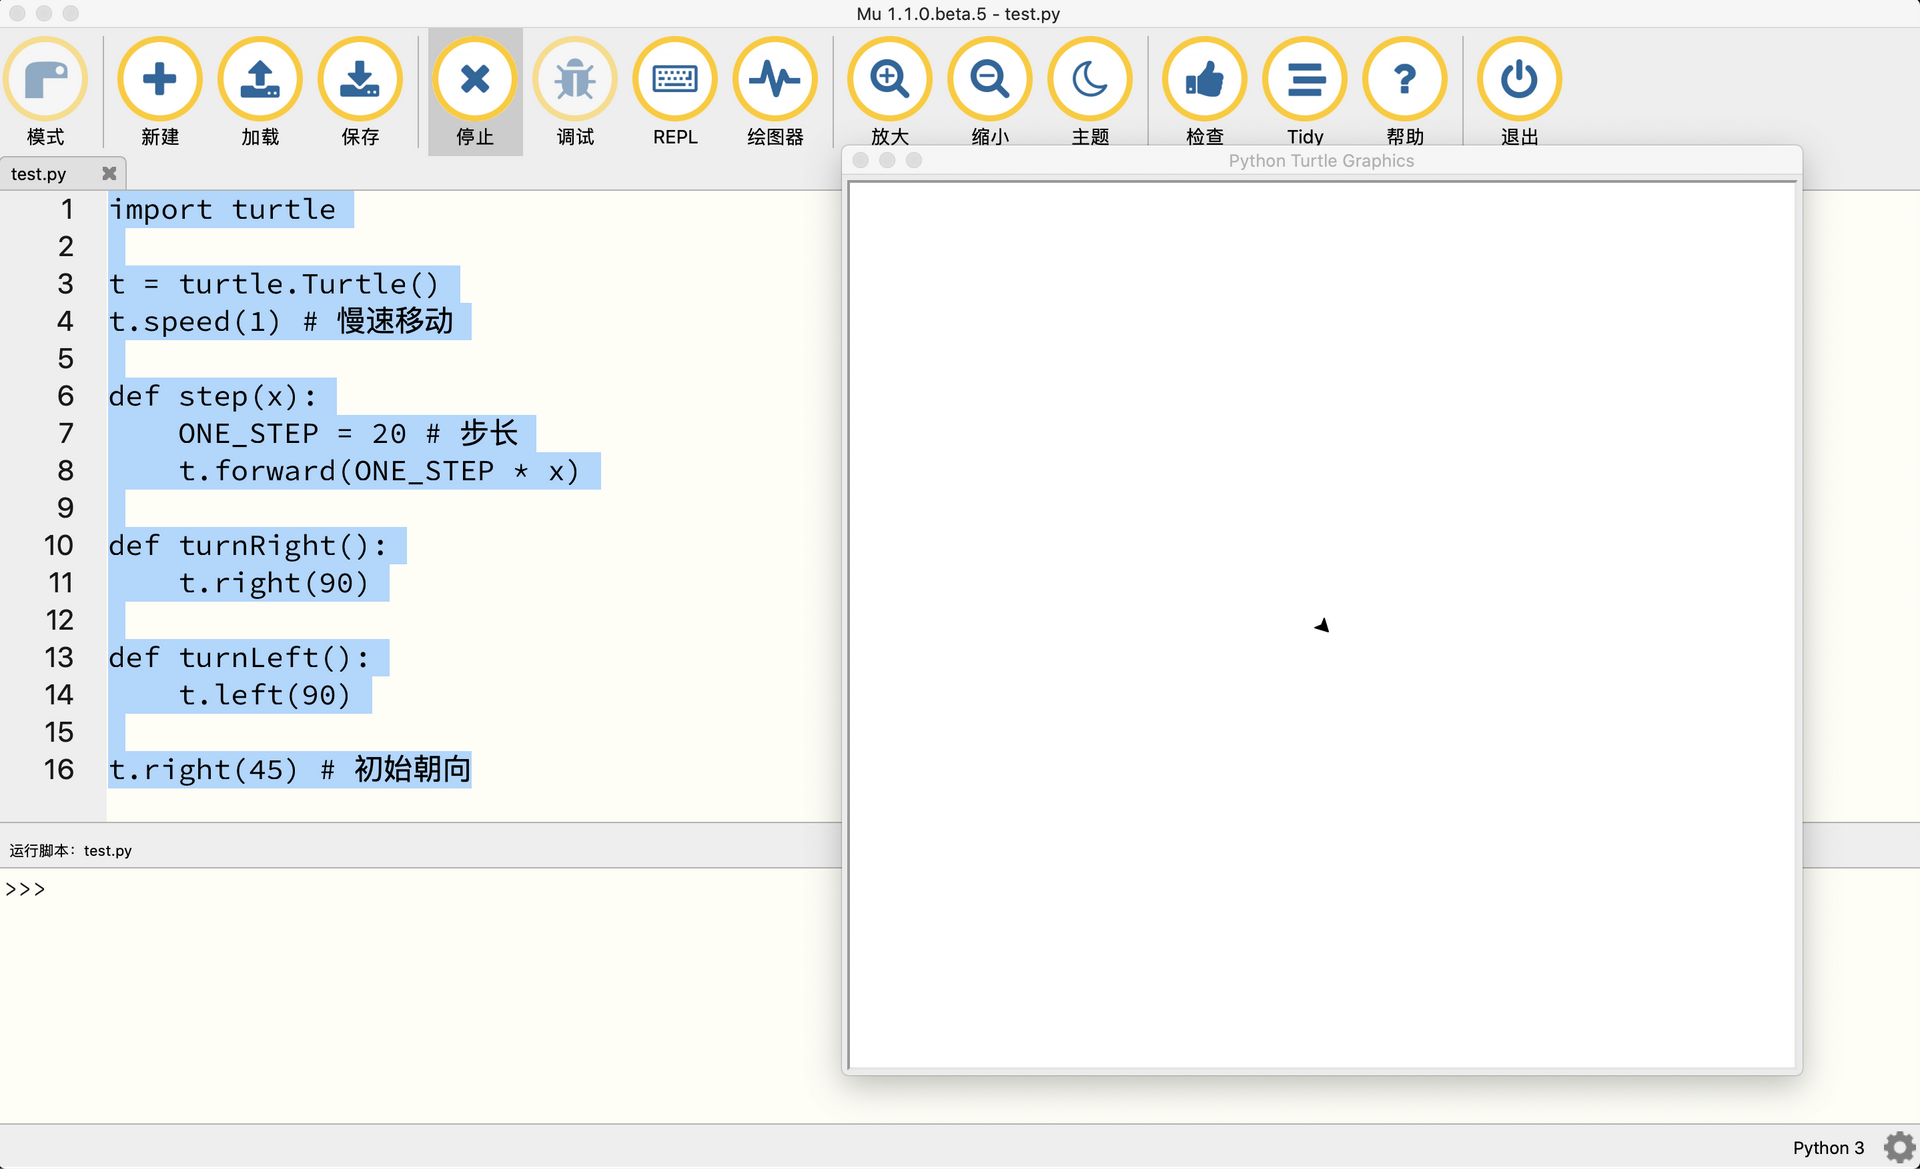 Mu 1.1.0.beta.5 - test.py
模式 新建 加载 保存 停止 调试 REPL 绘图器 放大 缩小 主题 检查 Tidy 帮助 退出
test.py
Python Turtle Graphics
1 import turtle
2
3 t = turtle.Turtle()
4 t.speed(1) # 慢速移动
5
6 def step(x):
7 ONE_STEP = 20 # 步长
8 t.forward(ONE_STEP * x)
9
10 def turnRight():
11 t.right(90)
12
13 def turnLeft():
14 t.left(90)
15
16 t.right(45) # 初始朝向
运行脚本：test.py
>>>
Python 3